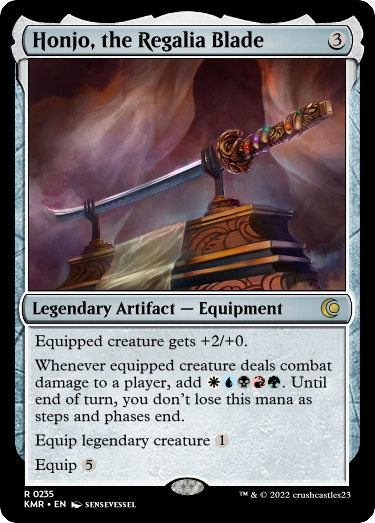 Honjo, the Regalia Blade 3
Legendary Artifact — Equipment
Equipped creature gets +2/+0.
Whenever equipped creature deals combat
damage to a player, add . Until
end of turn, you don't lose this mana as
steps and phases end.
Equip legendary creature 1
Equip 5
R 0235
KMR • EN SENSEVESSEL
™ & © 2022 crushcastles23